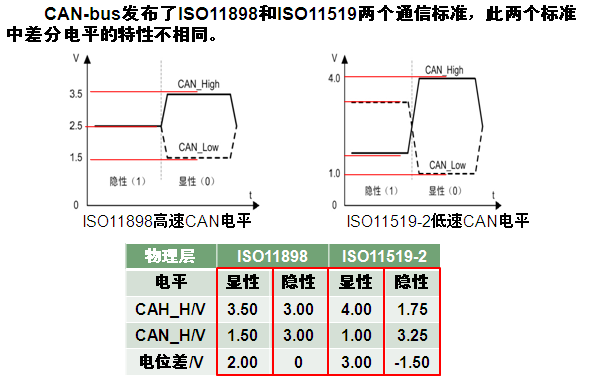 CAN-bus发布了ISO11898和ISO11519两个通信标准，此两个标准
中差分电平的特性不相同。
V
3.5
2.5
1.5
0
CAN_High
CAN_Low
隐性（1）
显性（0）
t
ISO11898高速CAN电平
V
4.0
1.0
0
CAN_High
CAN_Low
隐性（1）
显性（0）
t
ISO11519-2低速CAN电平
物理层 ISO11898 ISO11519-2
电平 显性 隐性 显性 隐性
CAH_H/V 3.50 3.00 4.00 1.75
CAN_H/V 1.50 3.00 1.00 3.25
电位差/V 2.00 0 3.00 -1.50